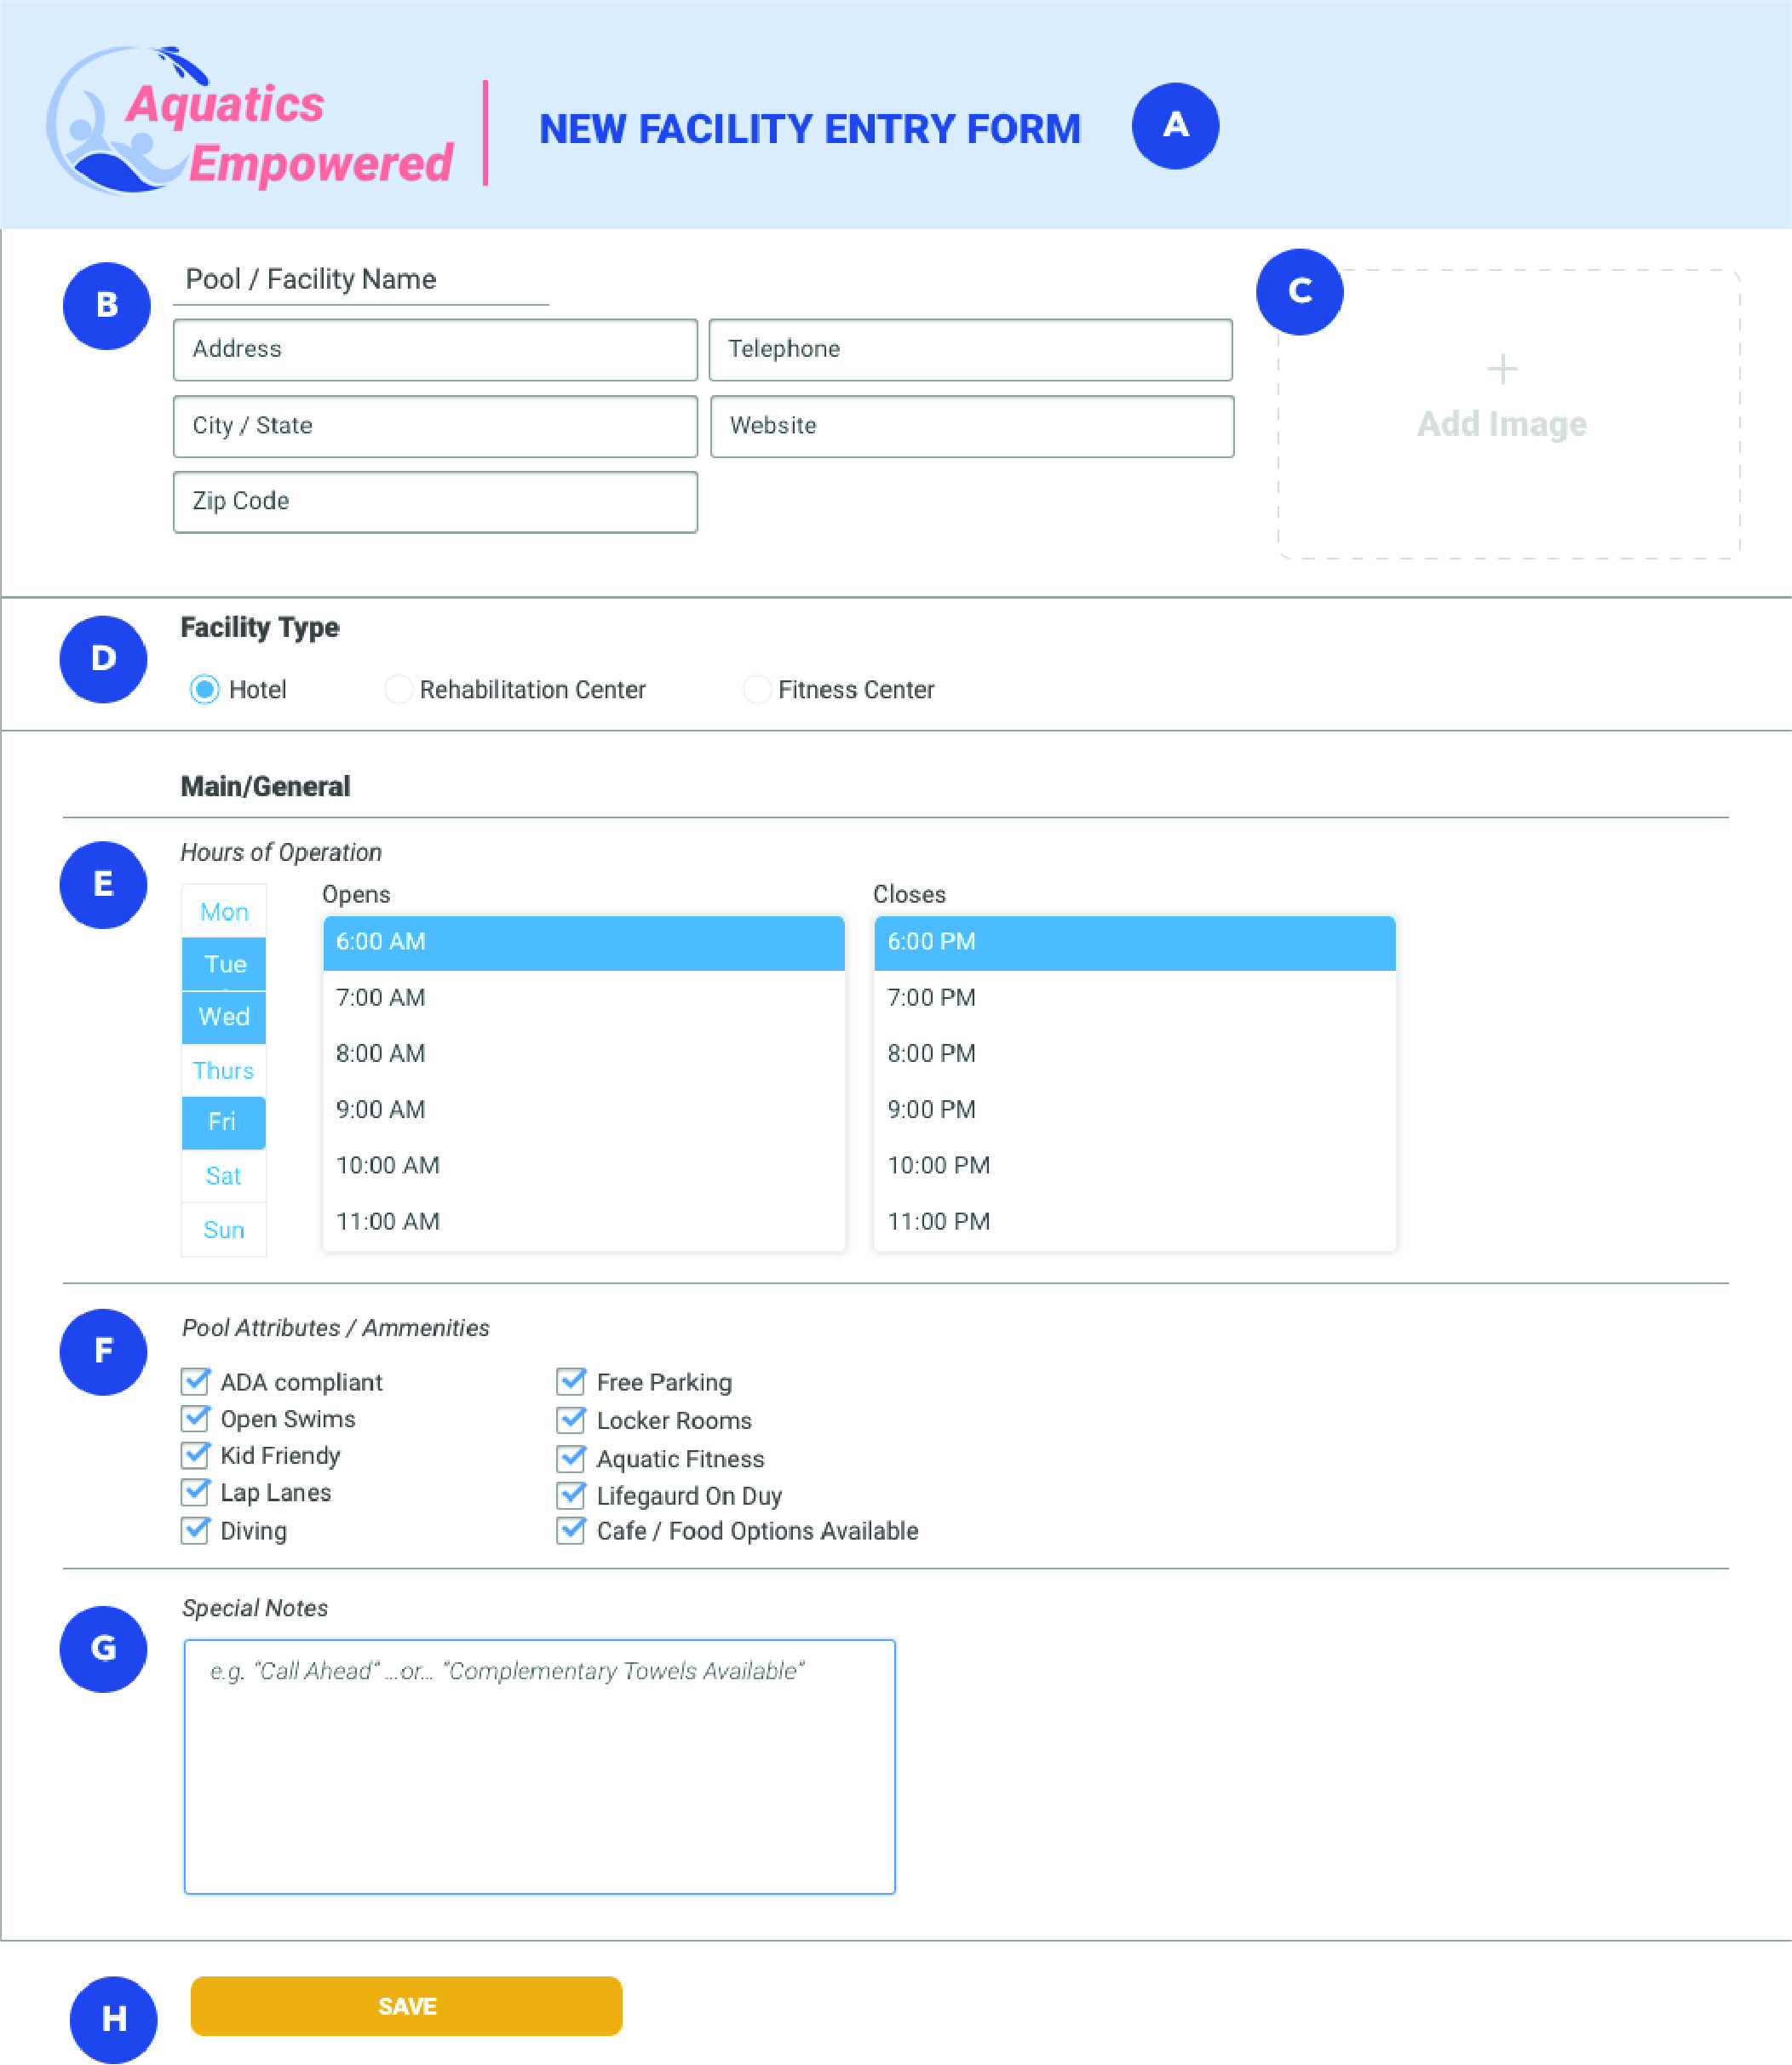 Aquatics
Empowered
NEW FACILITY ENTRY FORM
A
B
Pool / Facility Name
C
Address
Telephone
+
Add Image
City / State
Website
Zip Code
D
Facility Type
Hotel
Rehabilitation Center
Fitness Center
Main/General
E
Hours of Operation
Opens
Closes
Mon
Tue
Wed
Thurs
Fri
Sat
Sun
6:00 AM
7:00 AM
8:00 AM
9:00 AM
10:00 AM
11:00 AM
6:00 PM
7:00 PM
8:00 PM
9:00 PM
10:00 PM
11:00 PM
F
Pool Attributes / Ammenities
ADA compliant
Open Swims
Kid Friendy
Lap Lanes
Diving
Free Parking
Locker Rooms
Aquatic Fitness
Lifegaurd On Duy
Cafe / Food Options Available
G
Special Notes
e.g. “Call Ahead” ...or... “Complementary Towels Available”
H
SAVE